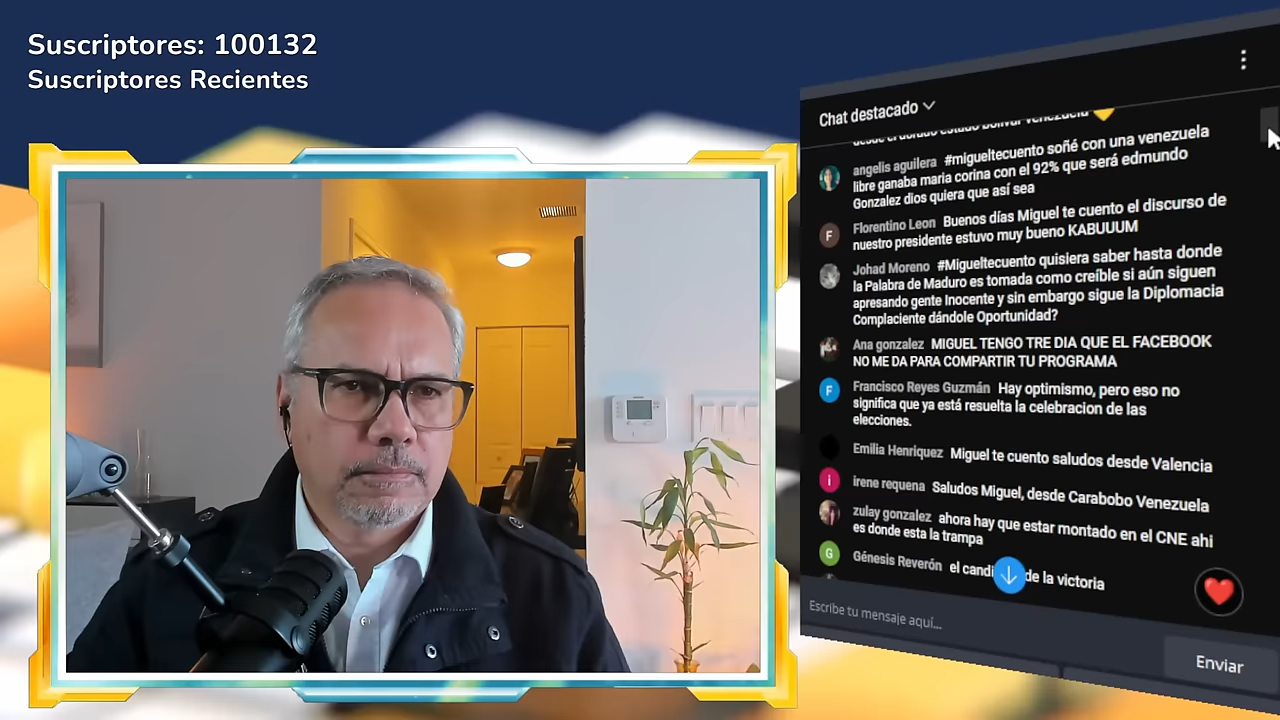 Suscriptores: 100132
Suscriptores Recientes
Chat destacado
desde el dorado estado bolivar venezuela
angelis aguilera #migueltecuento soñé con una venezuela
libre ganaba maria corina con el 92% que será edmundo
Gonzalez dios quiera que así sea
F
Florentino Leon Buenos días Miguel te cuento el discurso de
nuestro presidente estuvo muy bueno KABUUUM
Johad Moreno #Migueltecuento quisiera saber hasta donde
la Palabra de Maduro es tomada como creíble si aún siguen
apresando gente Inocente y sin embargo sigue la Diplomacia
Complaciente dándole Oportunidad?
Ana gonzalez MIGUEL TENGO TRE DIA QUE EL FACEBOOK
NO ME DA PARA COMPARTIR TU PROGRAMA
F
Francisco Reyes Guzmán Hay optimismo, pero eso no
significa que ya está resuelta la celebracion de las
elecciones.
Emilia Henriquez Miguel te cuento saludos desde Valencia
i
irene requena Saludos Miguel, desde Carabobo Venezuela
zulay gonzalez ahora hay que estar montado en el CNE ahi
es donde esta la trampa
G
Génesis Reverón el de la victoria
Escribe tu mensaje aquí...
Enviar